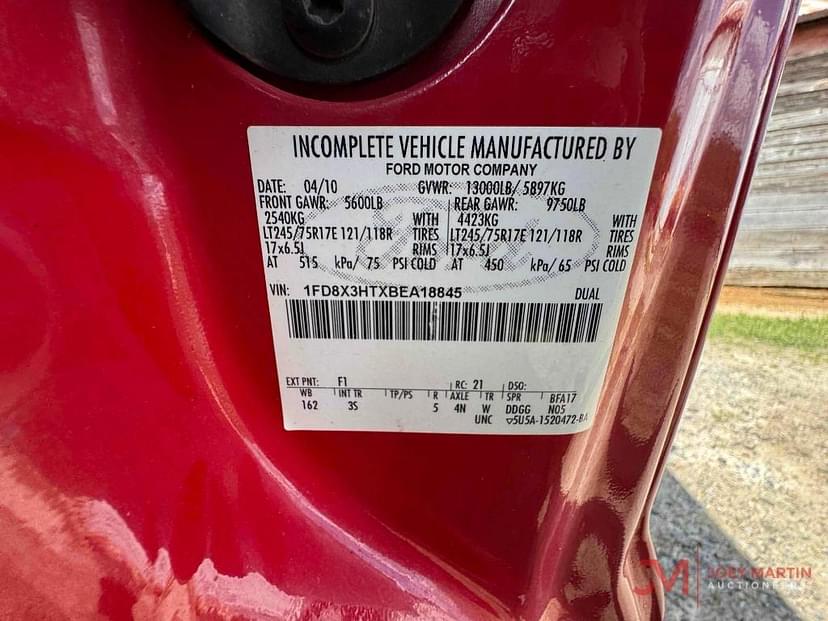 INCOMPLETE VEHICLE MANUFACTURED BY
FORD MOTOR COMPANY
DATE: 04/10 GVWR: 13000LB/ 5897KG
FRONT GAWR: 5600LB REAR GAWR: 9750LB
2540KG WITH 4423KG WITH
LT245/75R17E 121/118R TIRES LT245/75R17E 121/118R TIRES
17x6.5J RIMS 17x6.5J RIMS
AT 515 kPa/ 75 PSI COLD AT 450 kPa/ 65 PSI COLD
VIN: 1FD8X3HTXBEA18845 DUAL
EXT PNT: F1 RC: 21 DSO:
WB INT TR TP/PS R AXLE TR SPR BFA17
162 3S 5 4N W DDGG N05
UNC 5U5A-1520472-BA
JM JOEY MARTIN
AUCTIONEERS